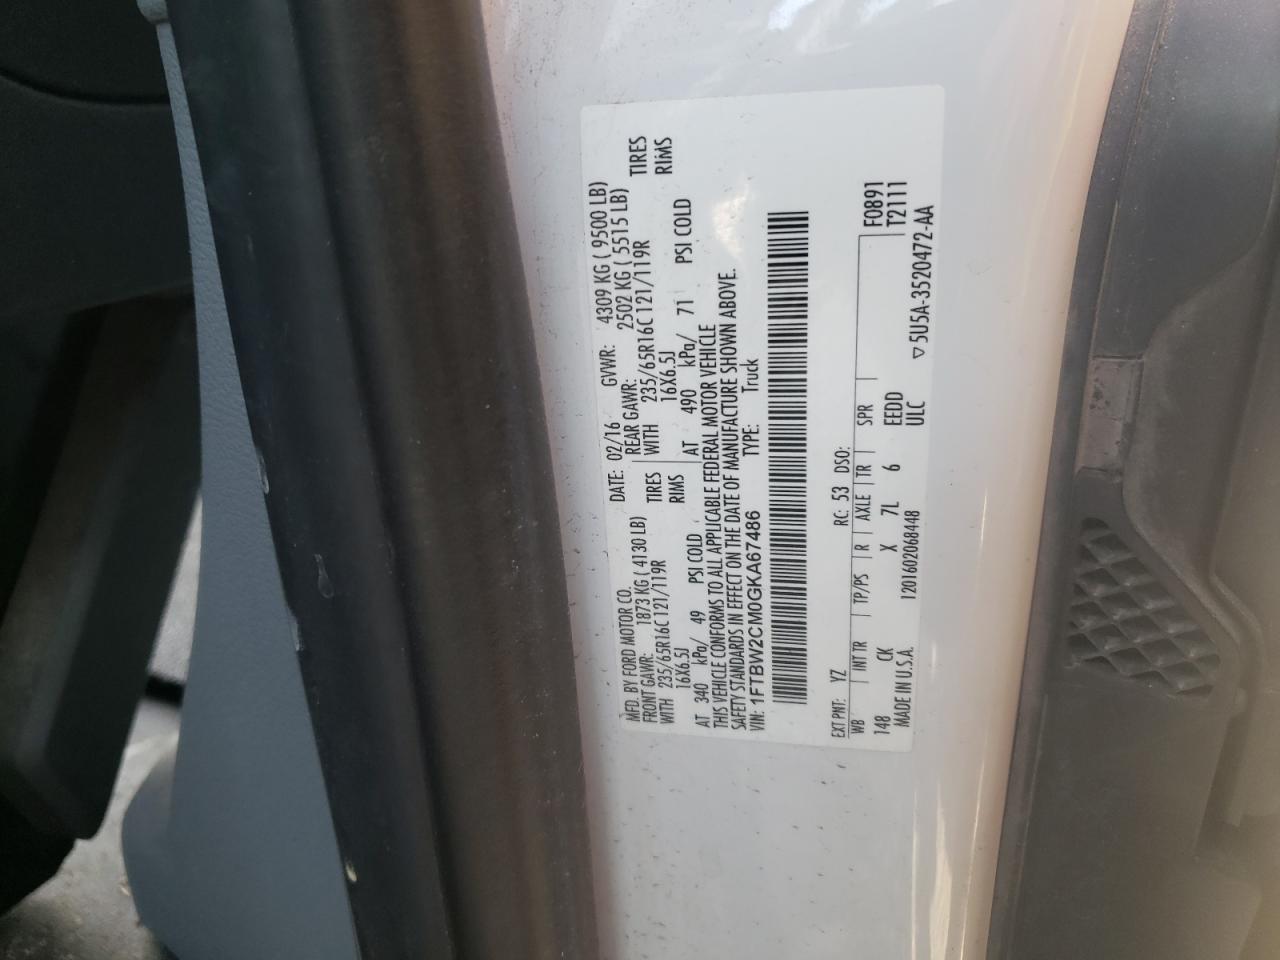 MFD. BY FORD MOTOR CO. DATE: 02/16 GVWR: 4309 KG ( 9500 LB)
FRONT GAWR: 1873 KG ( 4130 LB) REAR GAWR: 2502 KG ( 5515 LB)
WITH 235/65R16C 121/119R TIRES WITH 235/65R16C 121/119R TIRES
16X6.5J RIMS 16X6.5J RIMS
AT 340 kPa/ 49 PSI COLD AT 490 kPa/ 71 PSI COLD
THIS VEHICLE CONFORMS TO ALL APPLICABLE FEDERAL MOTOR VEHICLE
SAFETY STANDARDS IN EFFECT ON THE DATE OF MANUFACTURE SHOWN ABOVE.
VIN: 1FTBW2CM0GKA67486 TYPE: Truck
EXT PNT: YZ RC: 53 DSO:
WB INT TR TP/PS R AXLE TR SPR F0891
148 CK X 7L 6 EEDD T2111
MADE IN U.S.A. 1201602068448 ULC ▽5U5A-3520472-AA